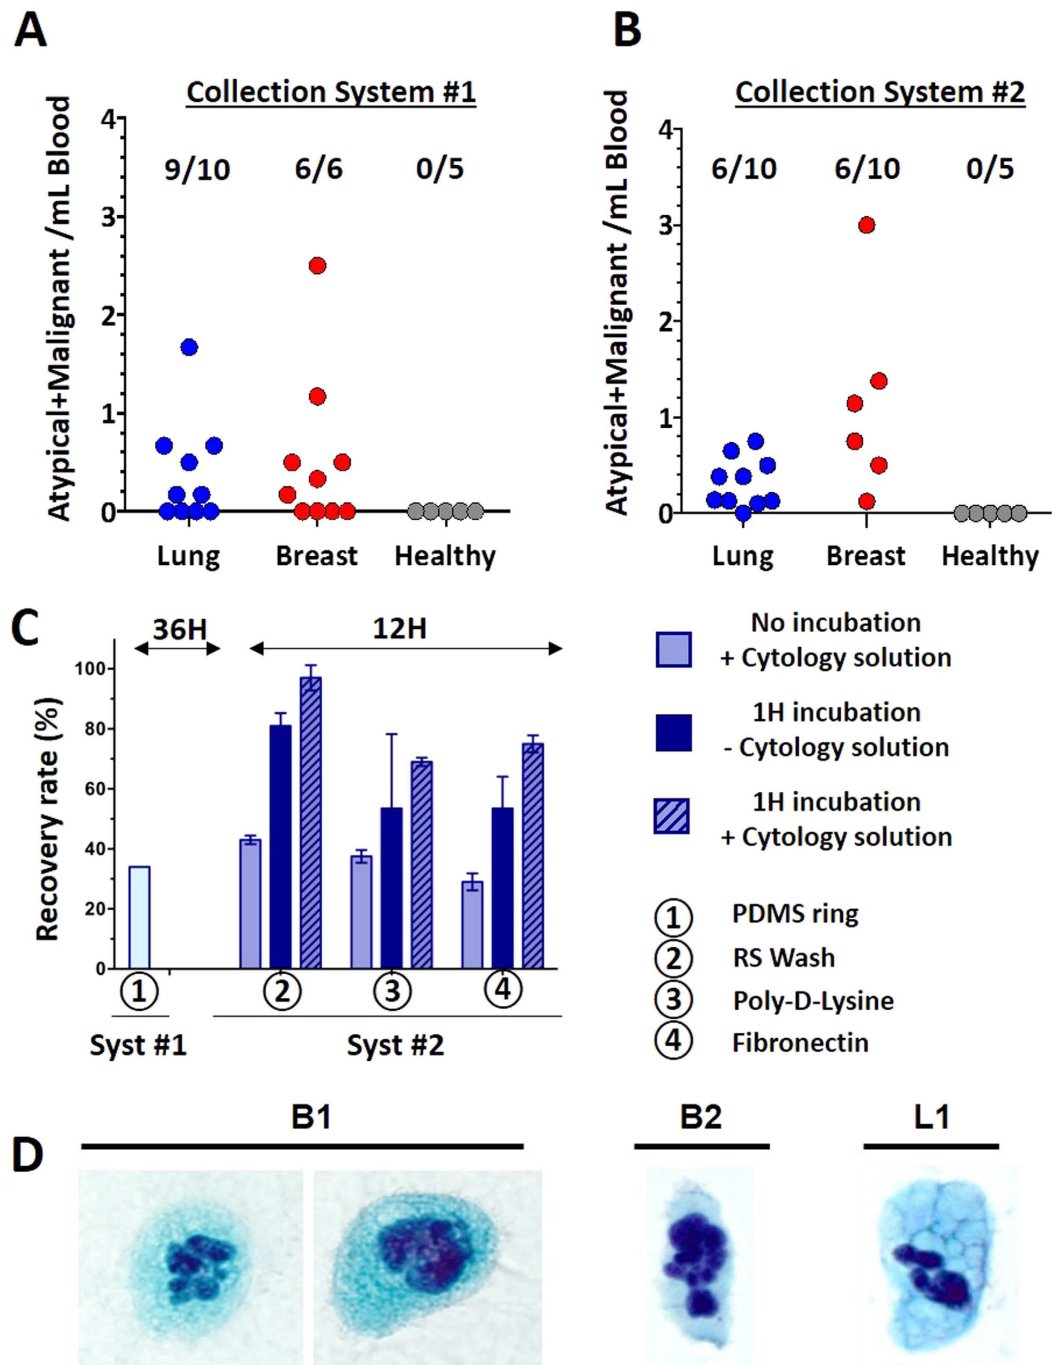 A
B
Collection System #1
Collection System #2
Atypical+Malignant /mL Blood
4
3
2
1
0
9/10 6/6 0/5
Lung Breast Healthy
Atypical+Malignant /mL Blood
4
3
2
1
0
6/10 6/10 0/5
Lung Breast Healthy
C
36H 12H
Recovery rate (%)
100
80
60
40
20
0
1 2 3 4
Syst #1 Syst #2
No incubation
+ Cytology solution
1H incubation
- Cytology solution
1H incubation
+ Cytology solution
1 PDMS ring
2 RS Wash
3 Poly-D-Lysine
4 Fibronectin
D
B1 B2 L1